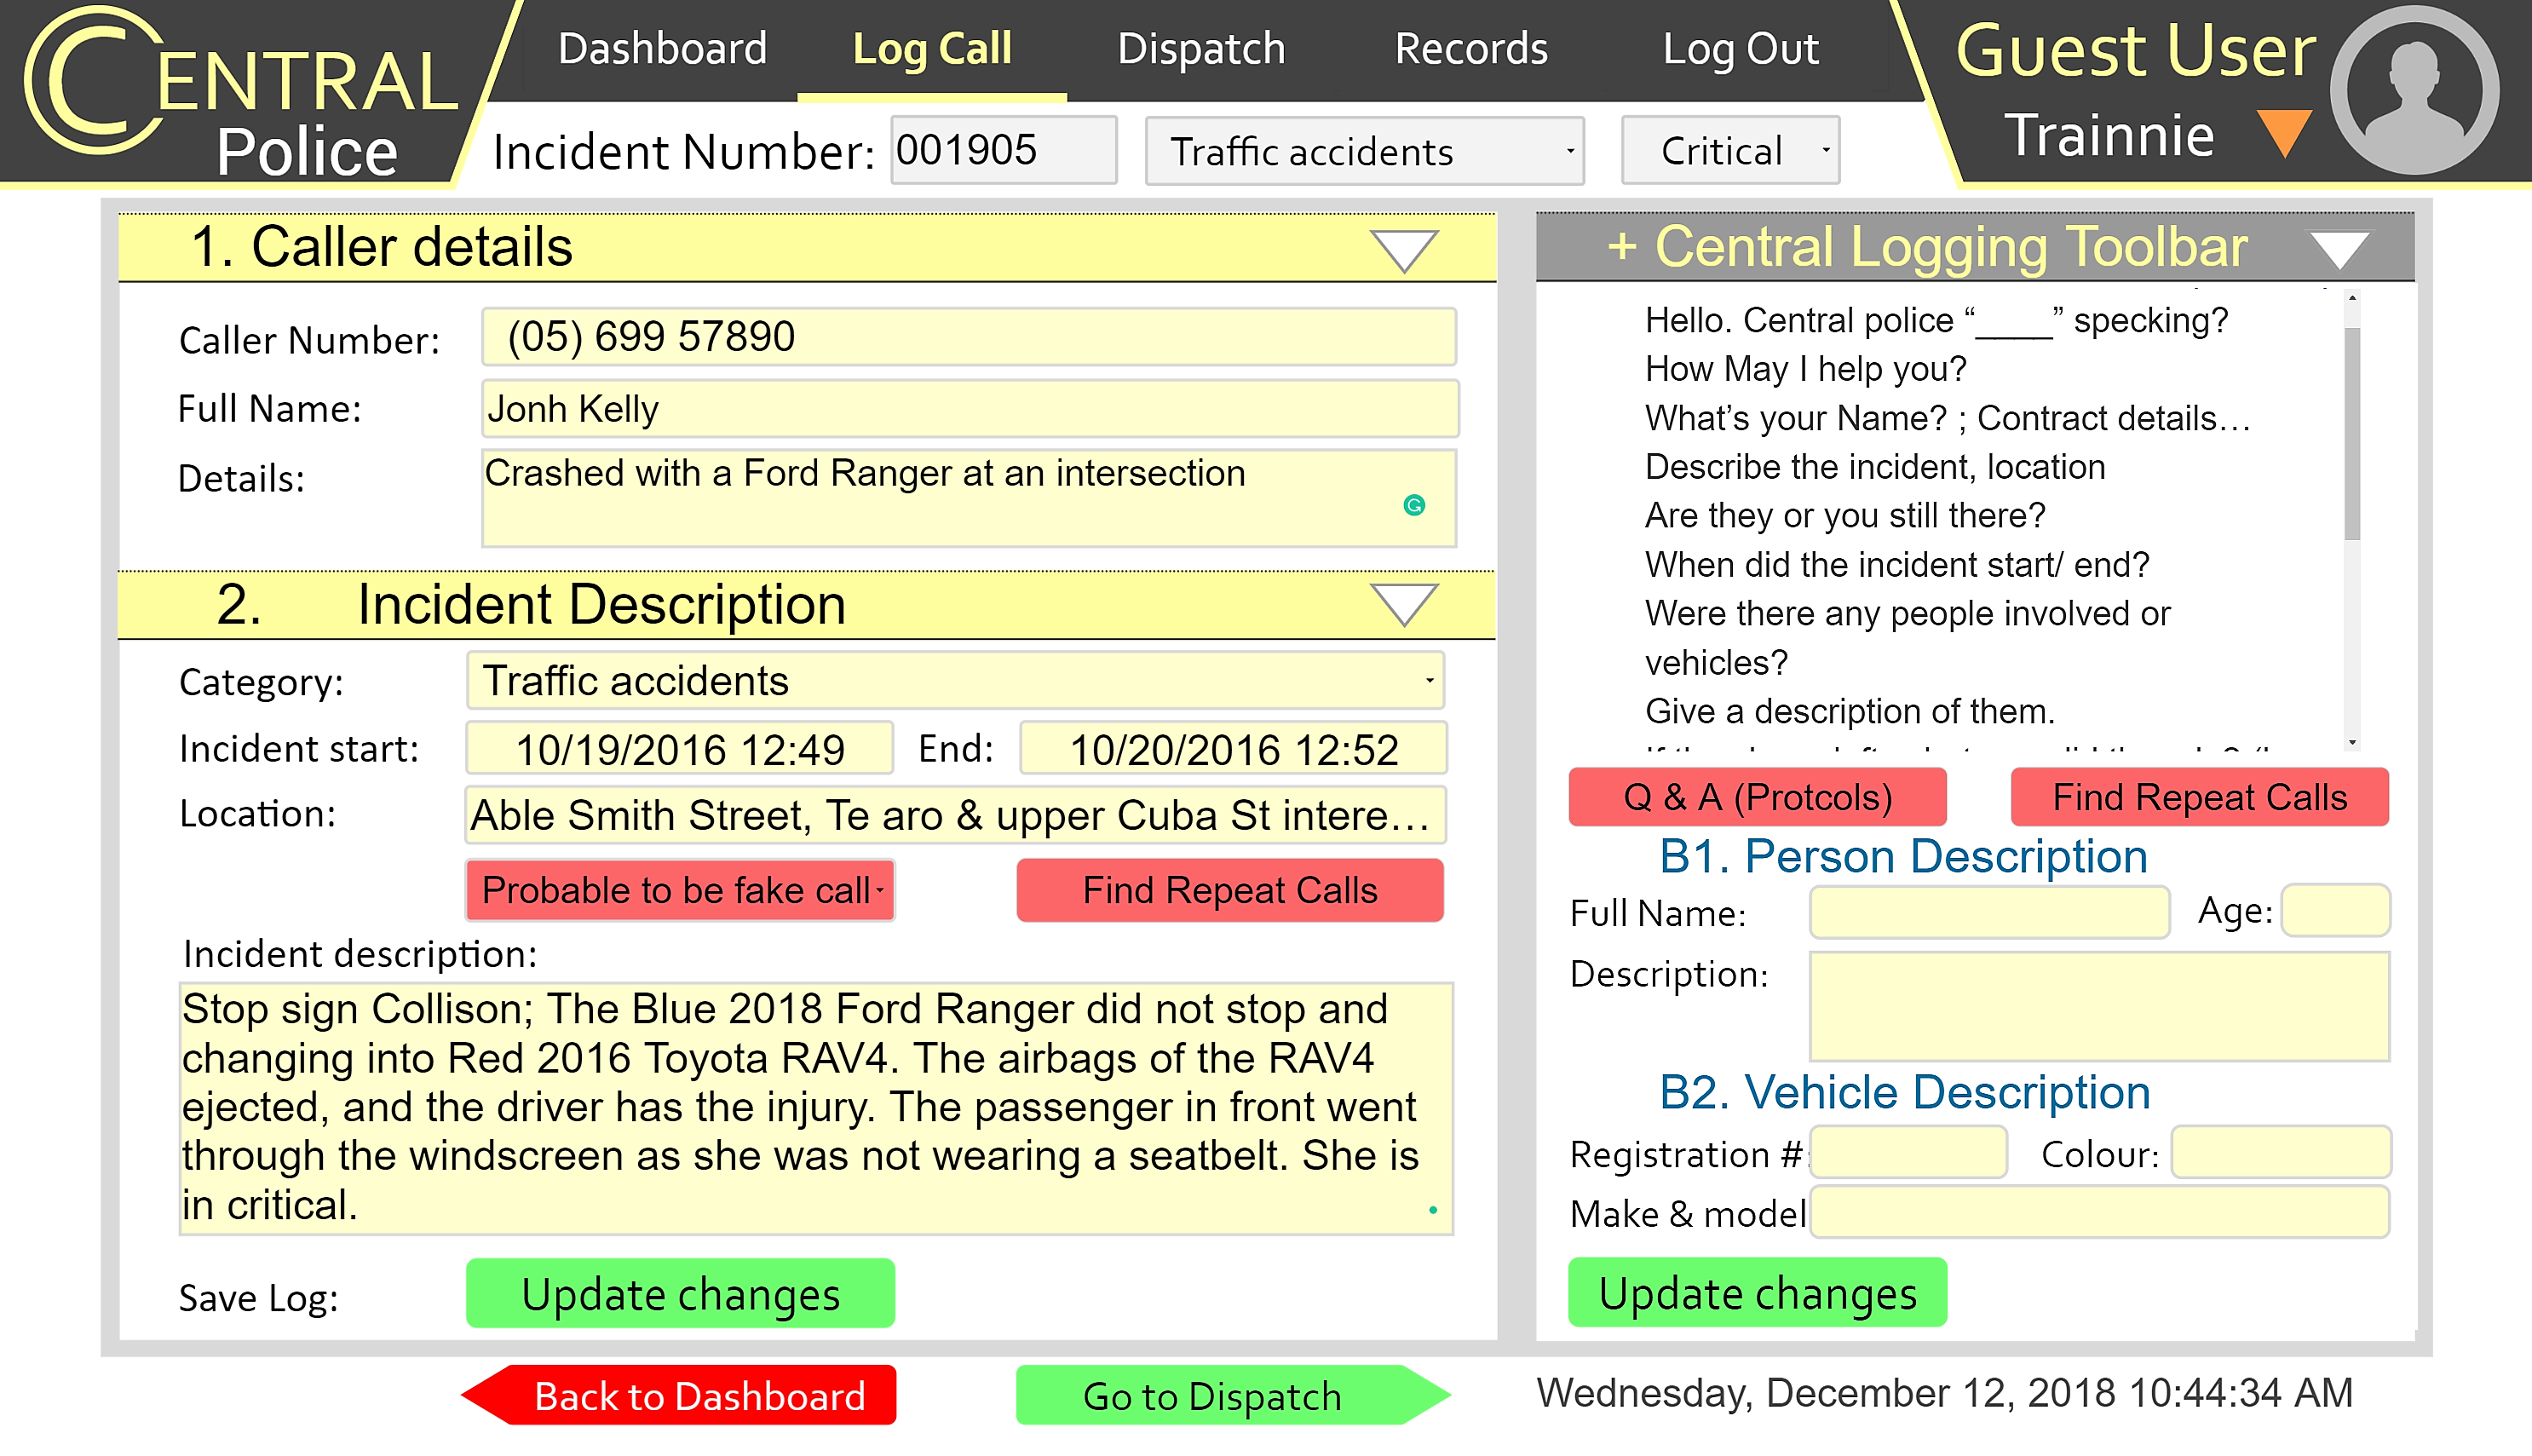 CENTRAL
Police
Dashboard
Log Call
Dispatch
Records
Log Out
Guest User
Trainnie
Incident Number:
001905
Traffic accidents
Critical
1. Caller details
Caller Number:
(05) 699 57890
Full Name:
Jonh Kelly
Details:
Crashed with a Ford Ranger at an intersection
2. Incident Description
Category:
Traffic accidents
Incident start:
10/19/2016 12:49
End:
10/20/2016 12:52
Location:
Able Smith Street, Te aro & upper Cuba St intere…
Probable to be fake call
Find Repeat Calls
Incident description:
Stop sign Collison; The Blue 2018 Ford Ranger did not stop and
changing into Red 2016 Toyota RAV4. The airbags of the RAV4
ejected, and the driver has the injury. The passenger in front went
through the windscreen as she was not wearing a seatbelt. She is
in critical.
Save Log:
Update changes
+ Central Logging Toolbar
Hello. Central police “____” specking?
How May I help you?
What’s your Name? ; Contract details…
Describe the incident, location
Are they or you still there?
When did the incident start/ end?
Were there any people involved or
vehicles?
Give a description of them.
Q & A (Protcols)
Find Repeat Calls
B1. Person Description
Full Name:
Age:
Description:
B2. Vehicle Description
Registration #:
Colour:
Make & model
Update changes
Back to Dashboard
Go to Dispatch
Wednesday, December 12, 2018 10:44:34 AM